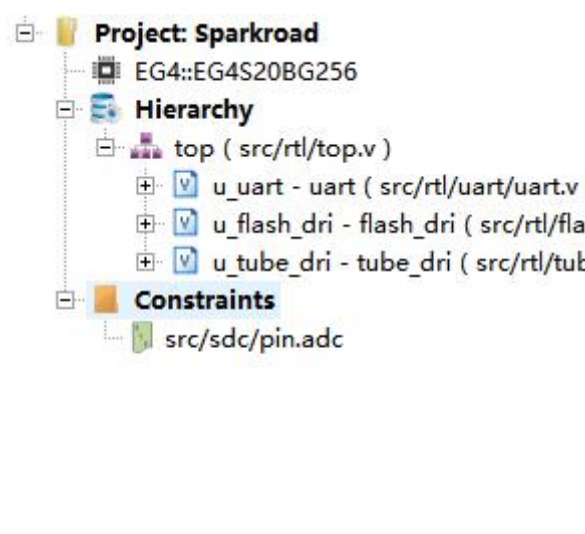 Project: Sparkroad
EG4::EG4S20BG256
Hierarchy
top ( src/rtl/top.v )
u_uart - uart ( src/rtl/uart/uart.v
u_flash_dri - flash_dri ( src/rtl/fla
u_tube_dri - tube_dri ( src/rtl/tub
Constraints
src/sdc/pin.adc